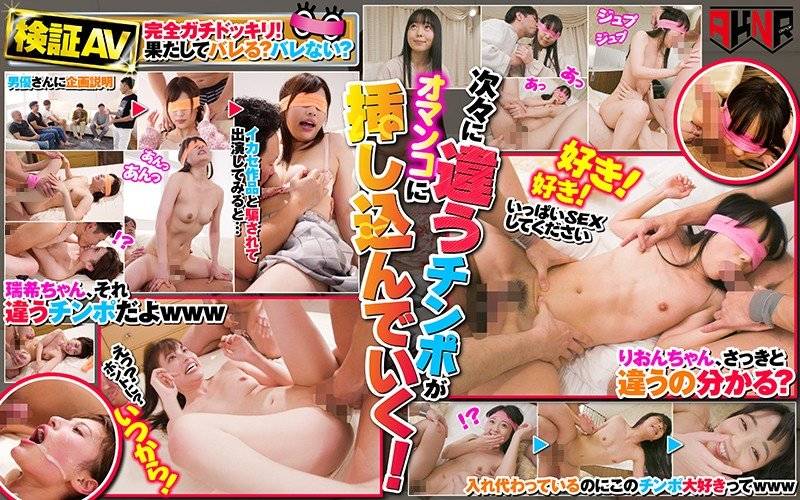 検証AV
完全ガチドッキリ！
果たしてバレる？バレない？
男優さんに企画説明
イカセ作品と騙されて
出演してみると…
あんっ
あんっ
！？
瑞希ちゃん、それ
違うチンポだよwww
いつから！
次々に違うチンポが
オマンコに
挿し込んでいく！
あっ
あっ
ジュプ
ジュプ
好き！
好き！
いっぱいSEX
してください
りおんちゃん、さっきと
違うの分かる？
！？
入れ代わっているのにこのチンポ大好きってwww